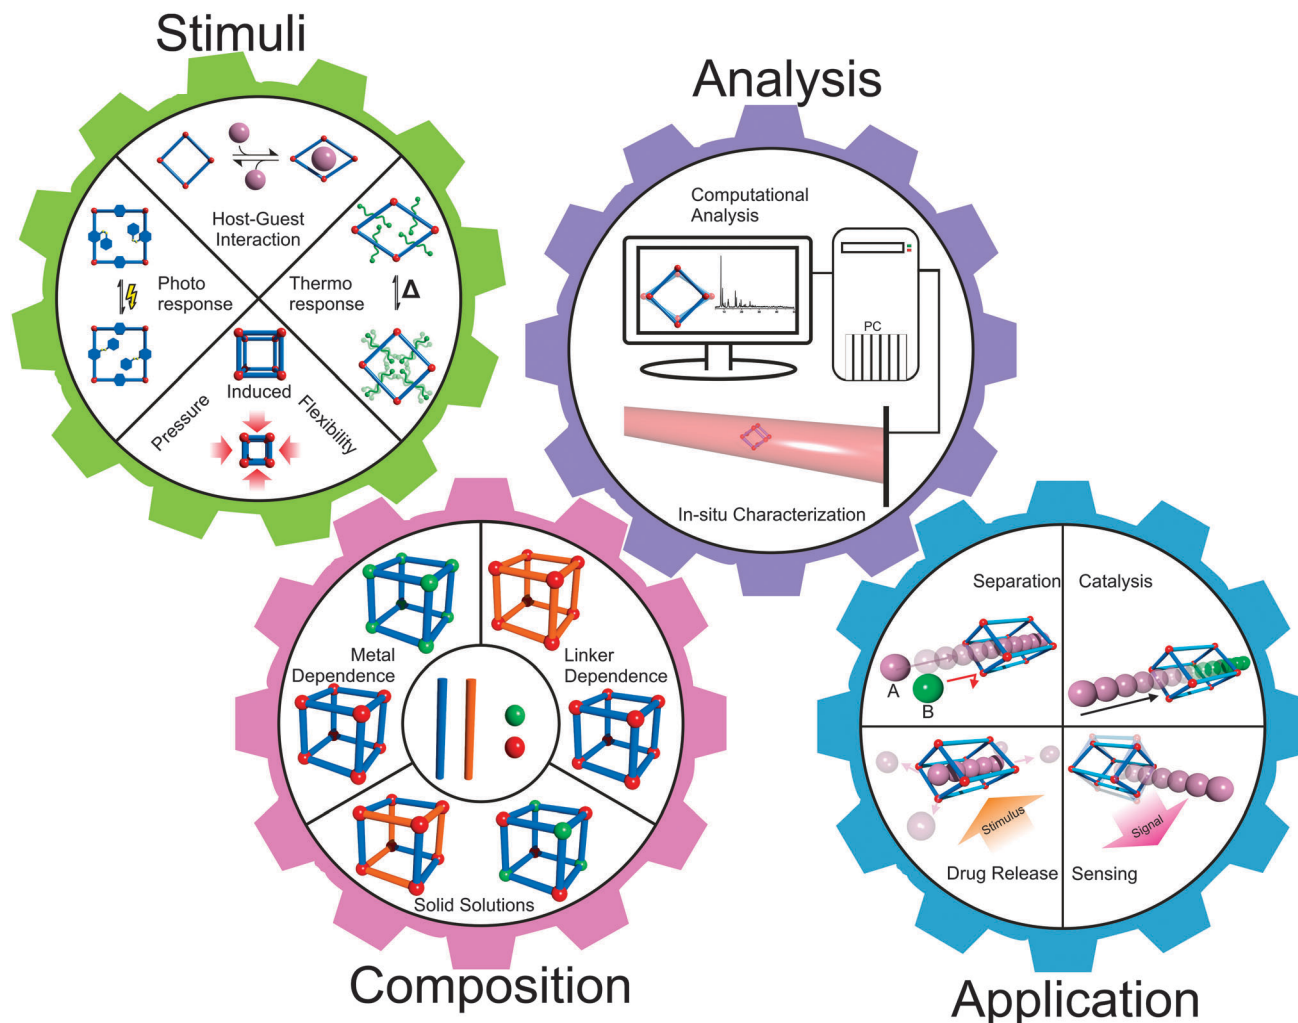 Stimuli
Host-Guest
Interaction
Photo
response
Thermo
response
Δ
Pressure
Induced
Flexibility
Analysis
Computational
Analysis
PC
In-situ Characterization
Metal
Dependence
Linker
Dependence
Solid Solutions
Composition
Separation
Catalysis
A
B
Stimulus
Signal
Drug Release
Sensing
Application